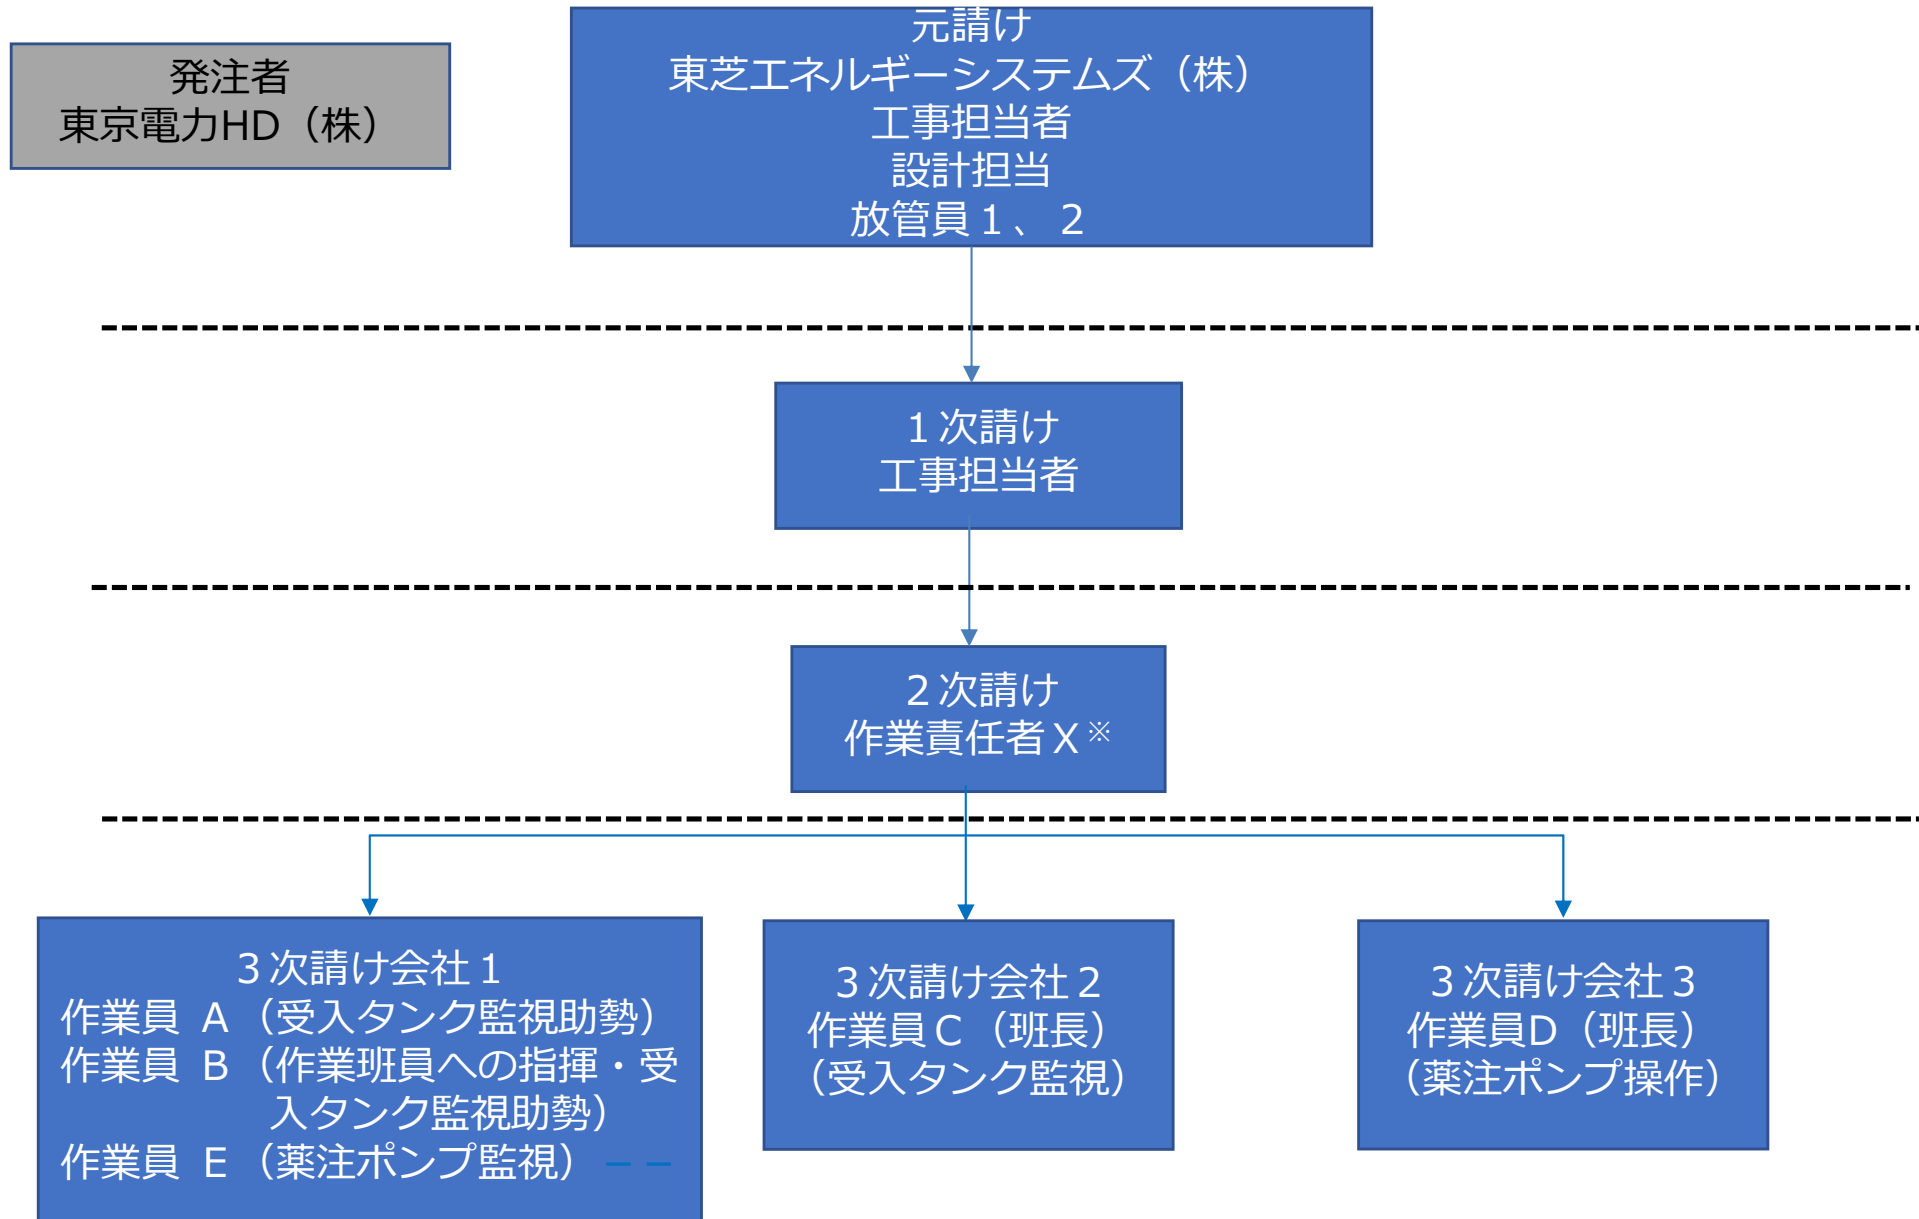 発注者
東京電力HD（株）
元請け
東芝エネルギーシステムズ（株）
工事担当者
設計担当
放管員１、２
１次請け
工事担当者
２次請け
作業責任者X※
３次請け会社１
作業員 A（受入タンク監視助勢）
作業員 B（作業班員への指揮・受
入タンク監視助勢）
作業員 E（薬注ポンプ監視）
３次請け会社２
作業員C（班長）
（受入タンク監視）
３次請け会社３
作業員D（班長）
（薬注ポンプ操作）